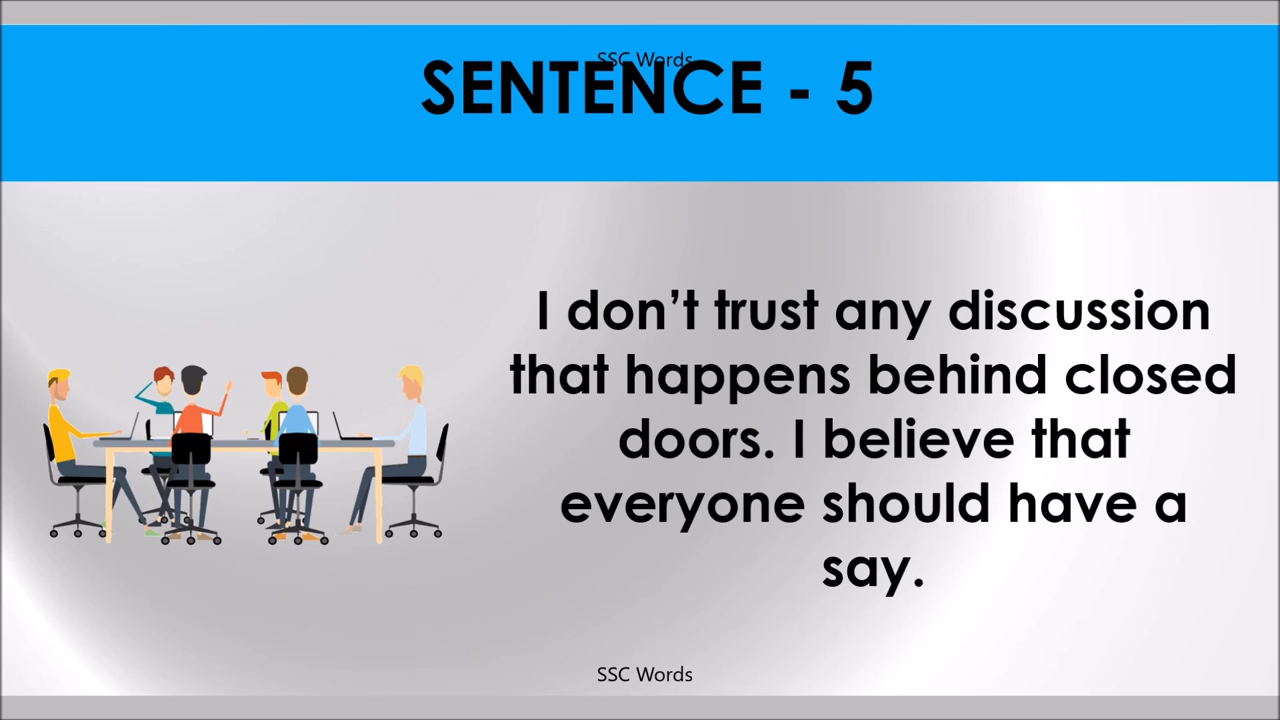 SSC Words
SENTENCE - 5
I don’t trust any discussion
that happens behind closed
doors. I believe that
everyone should have a
say.
SSC Words